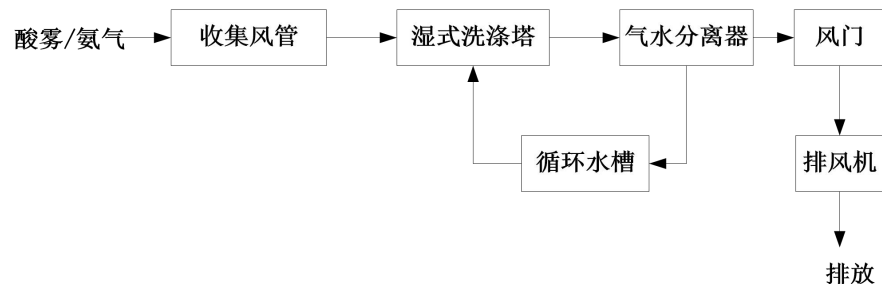 酸雾/氨气
收集风管
湿式洗涤塔
气水分离器
风门
循环水槽
排风机
排放